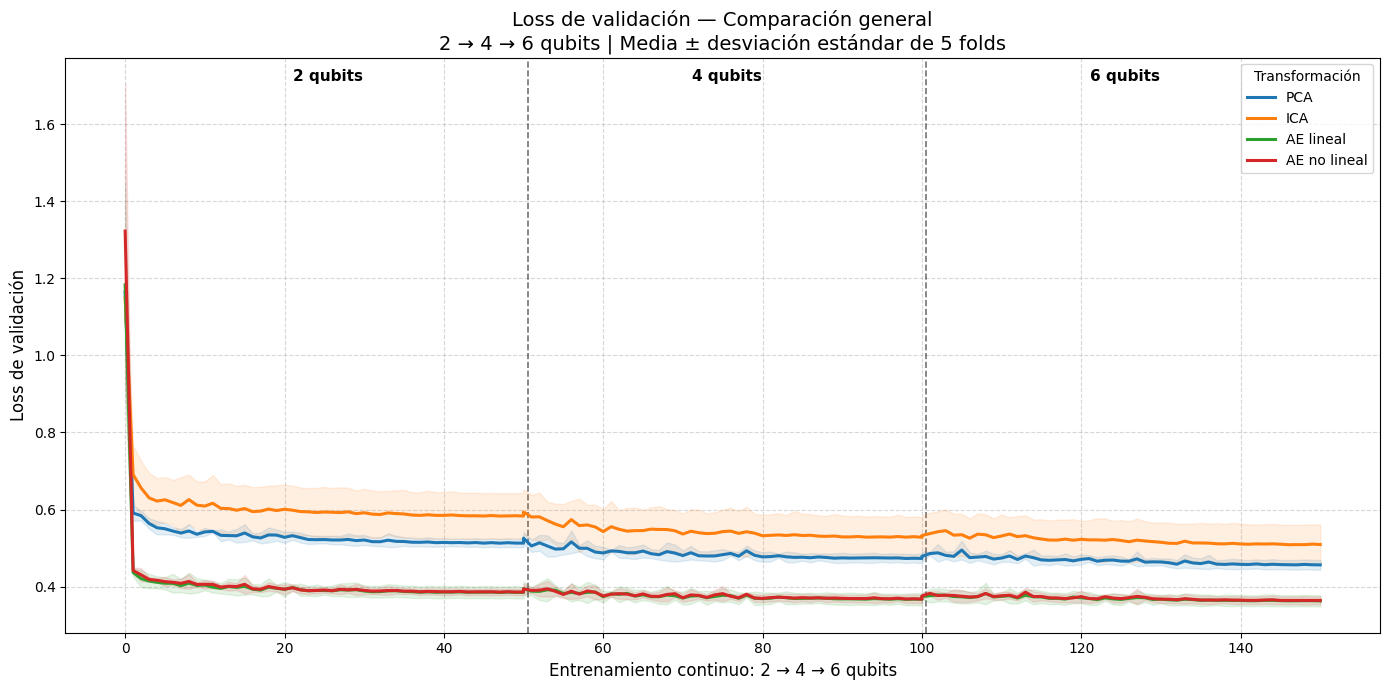 Loss de validación — Comparación general
2 → 4 → 6 qubits | Media ± desviación estándar de 5 folds
2 qubits
4 qubits
6 qubits
Transformación
PCA
ICA
AE lineal
AE no lineal
Loss de validación
1.6
1.4
1.2
1.0
0.8
0.6
0.4
0
20
40
60
80
100
120
140
Entrenamiento continuo: 2 → 4 → 6 qubits